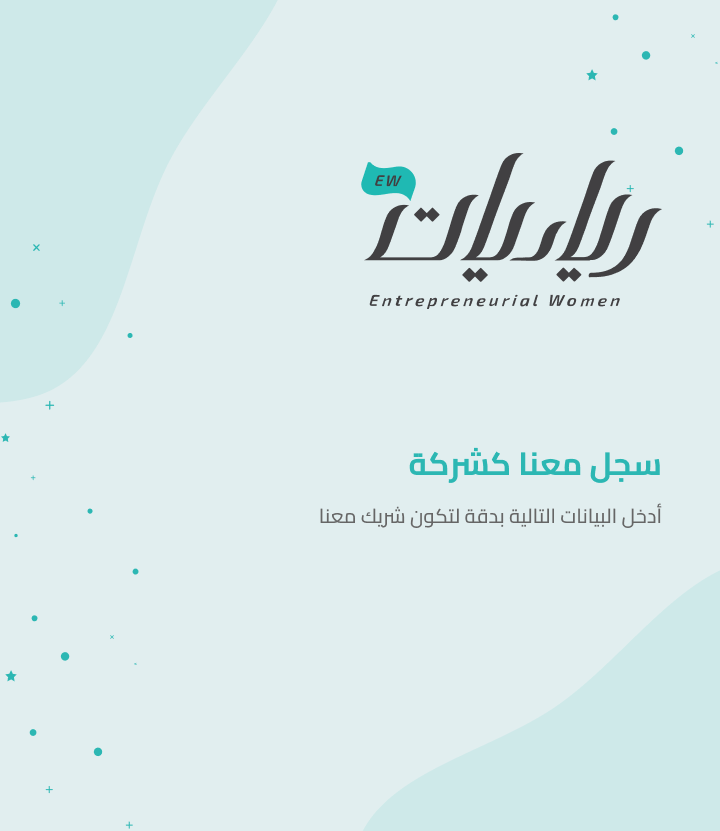 EW
رياديات
Entrepreneurial Women
سجل معنا كشركة
أدخل البيانات التالية بدقة لتكون شريك معنا